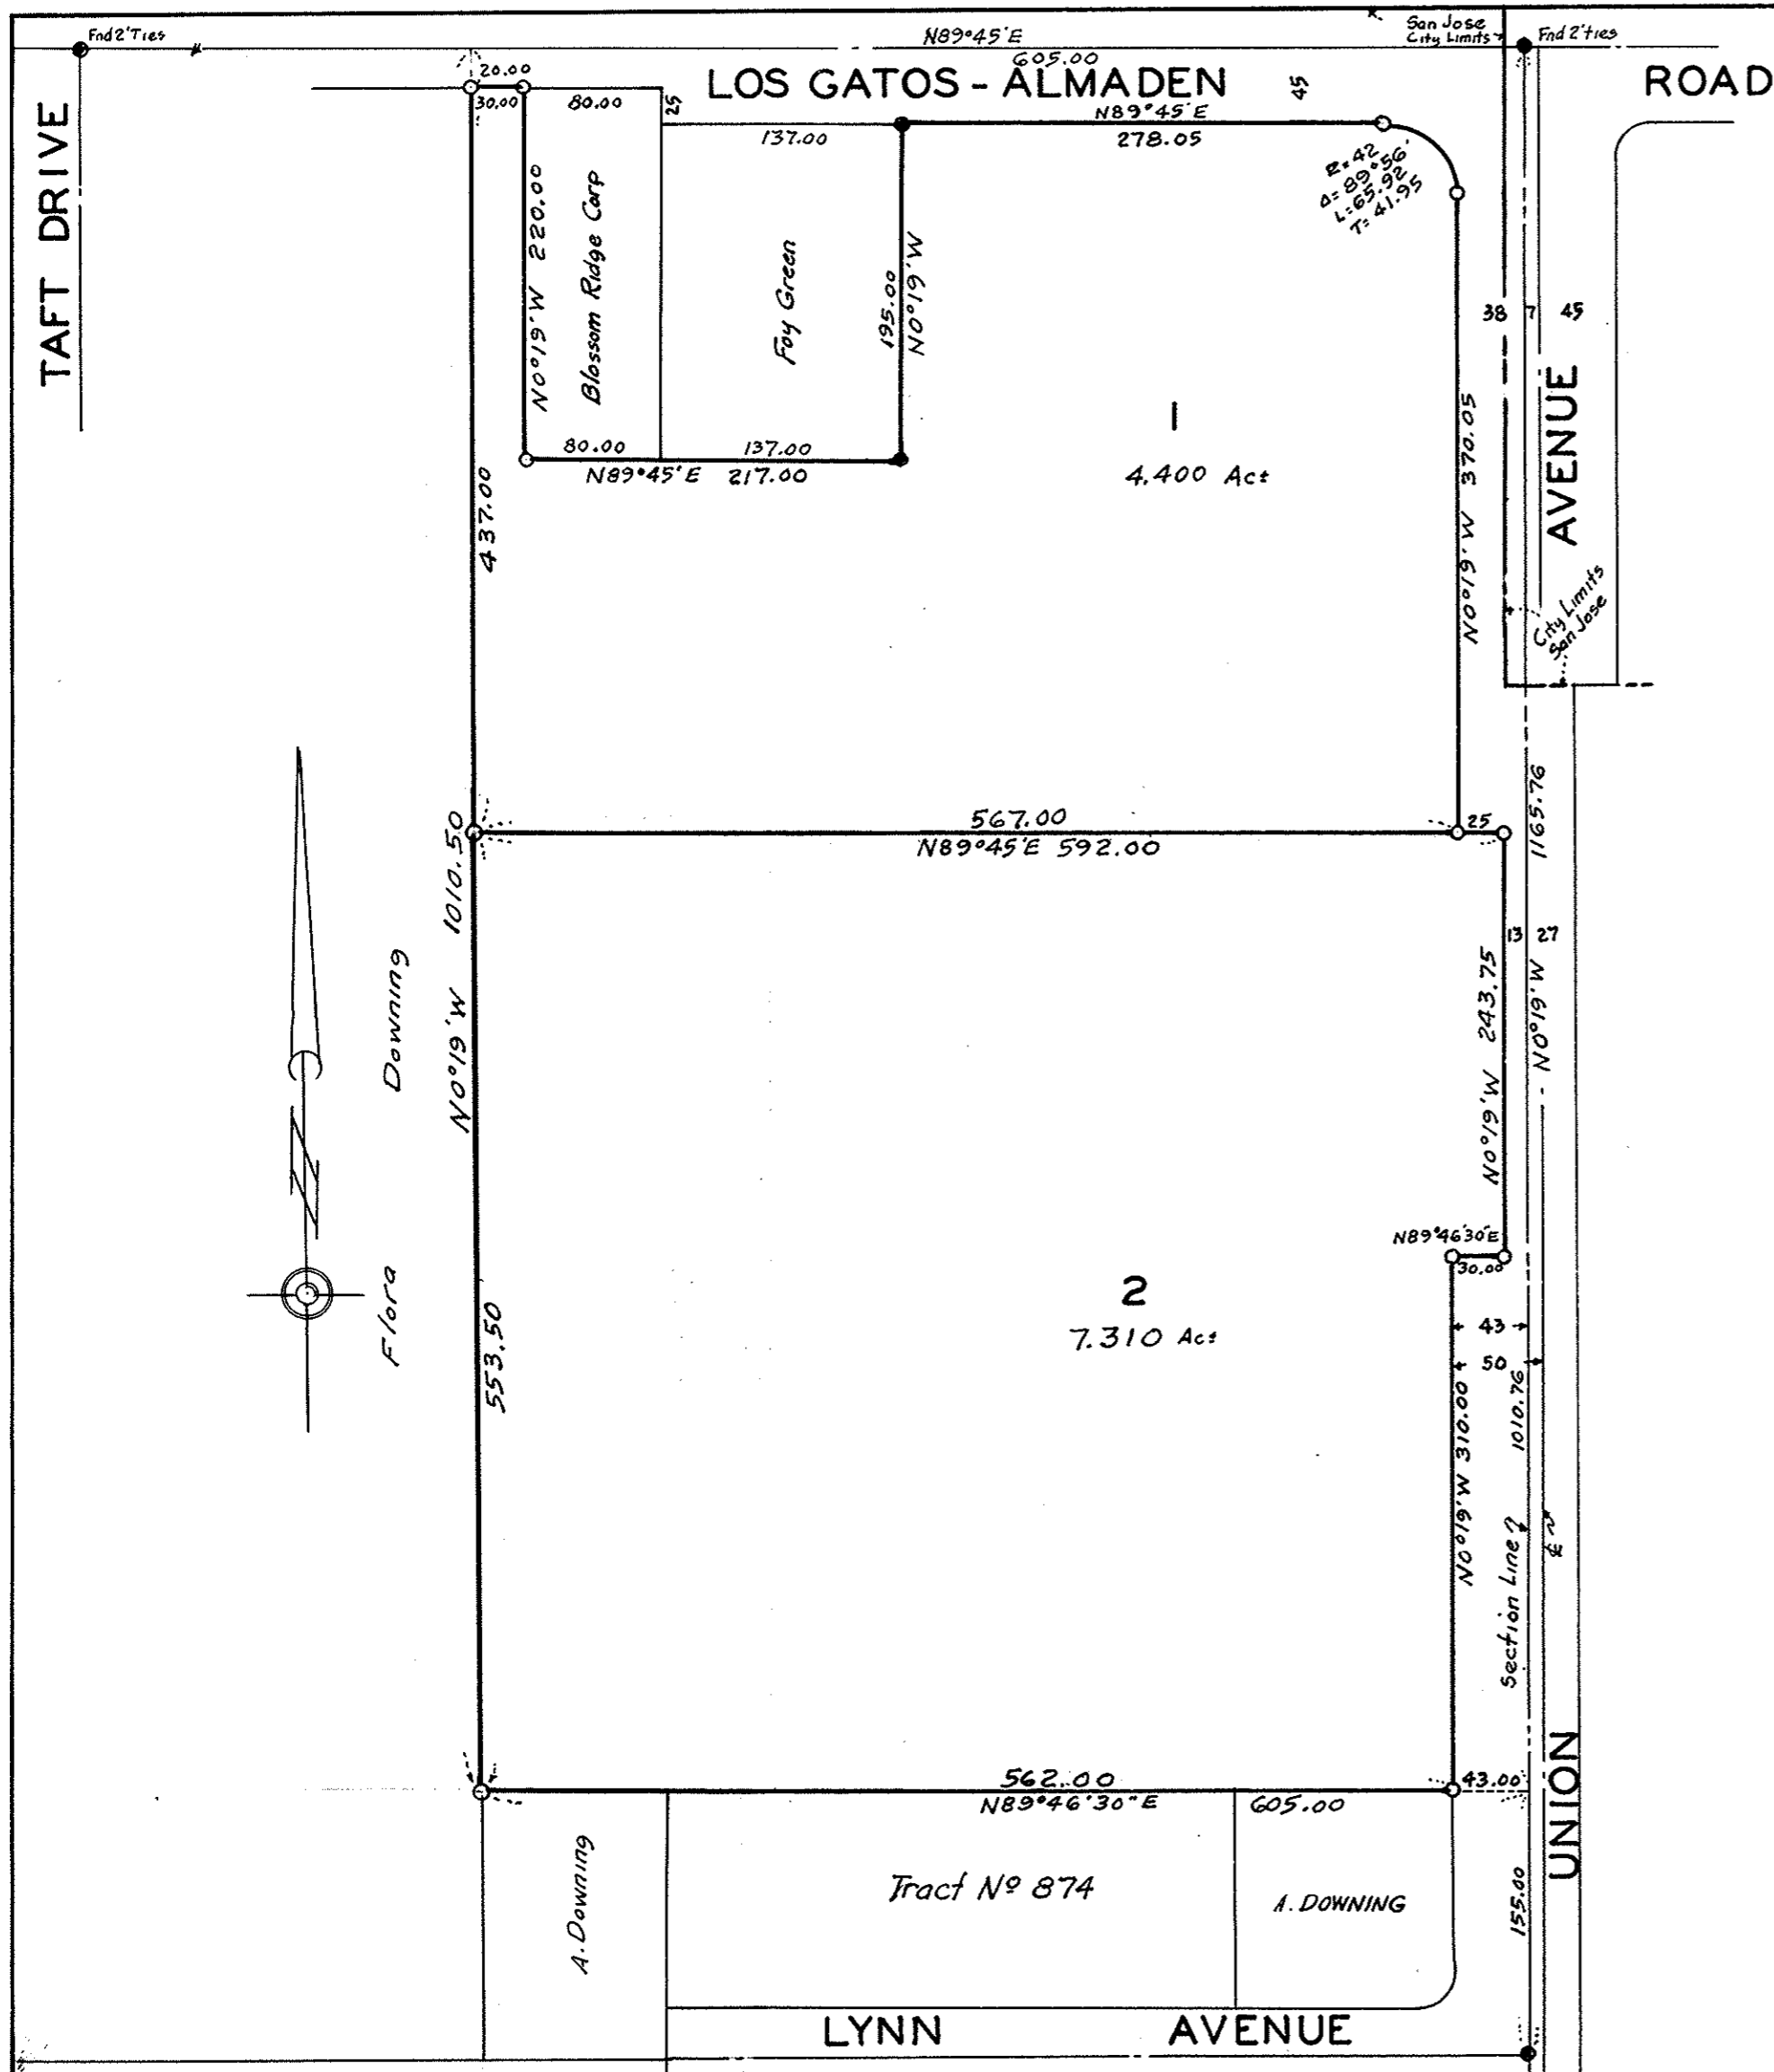 Fnd 2' Ties
N89°45'E
605.00
San Jose
City Limits
Fnd 2' ties
LOS GATOS - ALMADEN
ROAD
45
TAFT DRIVE
20.00
30.00
80.00
25
137.00
N89°45'E
278.05
R=42
Δ=89°56'
L=65.92
T=41.95
N0°19'W 220.00
Blossom Ridge Corp
Foy Green
195.00
N0°19'W
38 7 45
AVENUE
1
4.400 Ac±
N0°19'W 370.05
80.00
137.00
N89°45'E 217.00
437.00
City Limits
San Jose
1165.76
567.00
25
N89°45'E 592.00
N0°19'W 1010.50
13 27
N0°19'W 243.75
N0°19'W
Flora Downing
N89°46'30"E
30.00
2
7.310 Ac±
43
50
553.50
N0°19'W 310.00
1010.76
Section Line
562.00
43.00
N89°46'30"E
605.00
A. Downing
Tract Nº 874
A. DOWNING
155.00
UNION
LYNN AVENUE